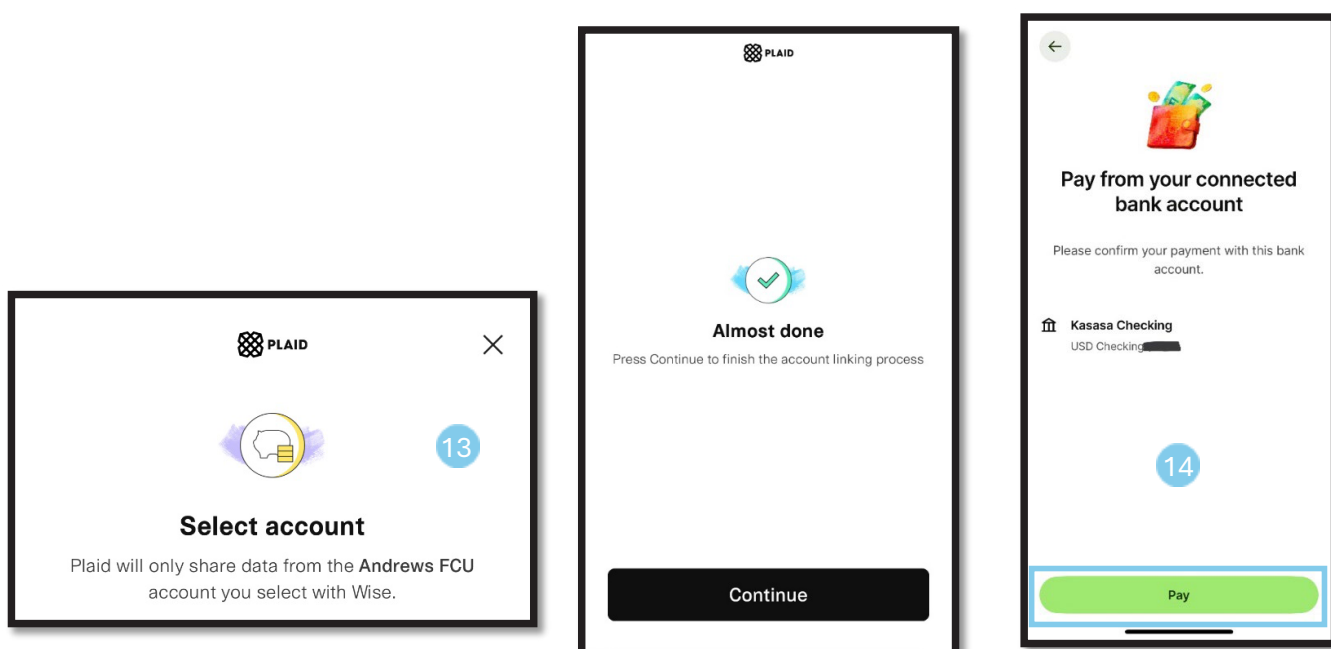 PLAID
13
Select account
Plaid will only share data from the Andrews FCU
account you select with Wise.
PLAID
Almost done
Press Continue to finish the account linking process
Continue
Pay from your connected
bank account
Please confirm your payment with this bank
account.
Kasasa Checking
USD Checking
14
Pay